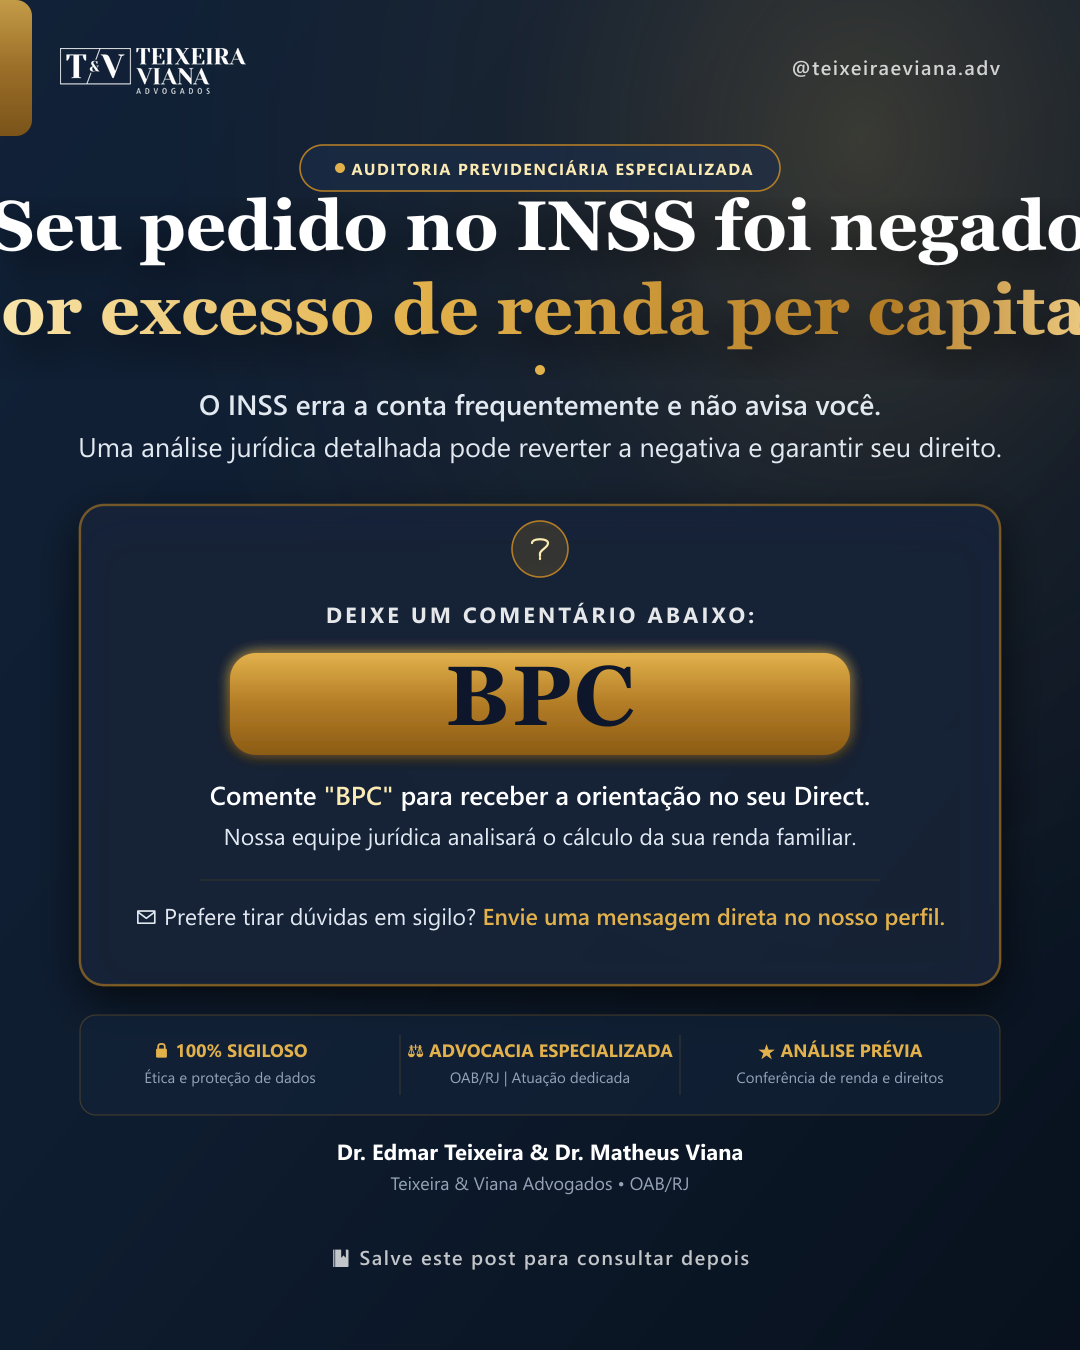 T&V TEIXEIRA VIANA ADVOGADOS
@teixeiraeviana.adv
AUDITORIA PREVIDENCIÁRIA ESPECIALIZADA
Seu pedido no INSS foi negado
or excesso de renda per capita
O INSS erra a conta frequentemente e não avisa você.
Uma análise jurídica detalhada pode reverter a negativa e garantir seu direito.
?
DEIXE UM COMENTÁRIO ABAIXO:
BPC
Comente "BPC" para receber a orientação no seu Direct.
Nossa equipe jurídica analisará o cálculo da sua renda familiar.
Prefere tirar dúvidas em sigilo? Envie uma mensagem direta no nosso perfil.
100% SIGILOSO
Ética e proteção de dados
ADVOCACIA ESPECIALIZADA
OAB/RJ | Atuação dedicada
★ ANÁLISE PRÉVIA
Conferência de renda e direitos
Dr. Edmar Teixeira & Dr. Matheus Viana
Teixeira & Viana Advogados • OAB/RJ
Salve este post para consultar depois